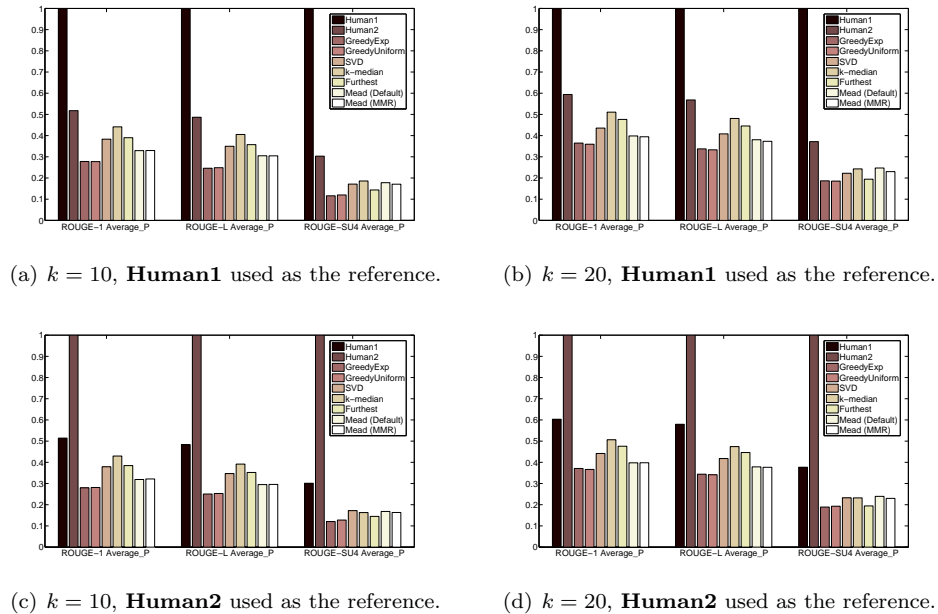 1
0.9
0.8
0.7
0.6
0.5
0.4
0.3
0.2
0.1
0
Human1
Human2
GreedyExp
GreedyUniform
SVD
k−median
Furthest
Mead (Default)
Mead (MMR)
ROUGE−1 Average_P ROUGE−L Average_P ROUGE−SU4 Average_P
(a) k = 10, Human1 used as the reference.
1
0.9
0.8
0.7
0.6
0.5
0.4
0.3
0.2
0.1
0
Human1
Human2
GreedyExp
GreedyUniform
SVD
k−median
Furthest
Mead (Default)
Mead (MMR)
ROUGE−1 Average_P ROUGE−L Average_P ROUGE−SU4 Average_P
(b) k = 20, Human1 used as the reference.
1
0.9
0.8
0.7
0.6
0.5
0.4
0.3
0.2
0.1
0
Human1
Human2
GreedyExp
GreedyUniform
SVD
k−median
Furthest
Mead (Default)
Mead (MMR)
ROUGE−1 Average_P ROUGE−L Average_P ROUGE−SU4 Average_P
(c) k = 10, Human2 used as the reference.
1
0.9
0.8
0.7
0.6
0.5
0.4
0.3
0.2
0.1
0
Human1
Human2
GreedyExp
GreedyUniform
SVD
k−median
Furthest
Mead (Default)
Mead (MMR)
ROUGE−1 Average_P ROUGE−L Average_P ROUGE−SU4 Average_P
(d) k = 20, Human2 used as the reference.